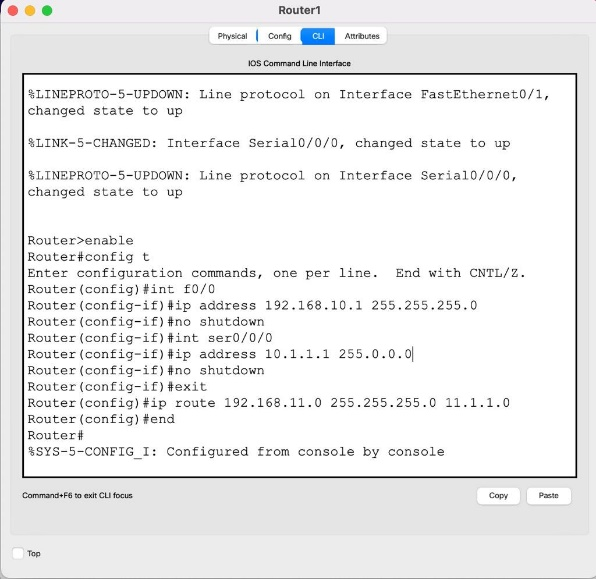 Router1
Physical Config CLI Attributes
IOS Command Line Interface
%LINEPROTO-5-UPDOWN: Line protocol on Interface FastEthernet0/1,
changed state to up
%LINK-5-CHANGED: Interface Serial0/0/0, changed state to up
%LINEPROTO-5-UPDOWN: Line protocol on Interface Serial0/0/0,
changed state to up
Router>enable
Router#config t
Enter configuration commands, one per line.  End with CNTL/Z.
Router(config)#int f0/0
Router(config-if)#ip address 192.168.10.1 255.255.255.0
Router(config-if)#no shutdown
Router(config-if)#int ser0/0/0
Router(config-if)#ip address 10.1.1.1 255.0.0.0
Router(config-if)#no shutdown
Router(config-if)#exit
Router(config)#ip route 192.168.11.0 255.255.255.0 11.1.1.0
Router(config)#end
Router#
%SYS-5-CONFIG_I: Configured from console by console
Command+F6 to exit CLI focus
Copy Paste
Top